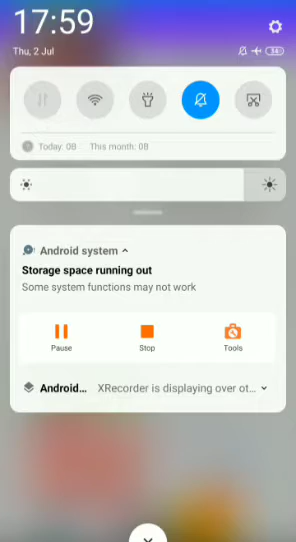 17:59
Thu, 2 Jul
34
Today: 0B This month: 0B
Android system
Storage space running out
Some system functions may not work
Pause Stop Tools
Android... XRecorder is displaying over ot...